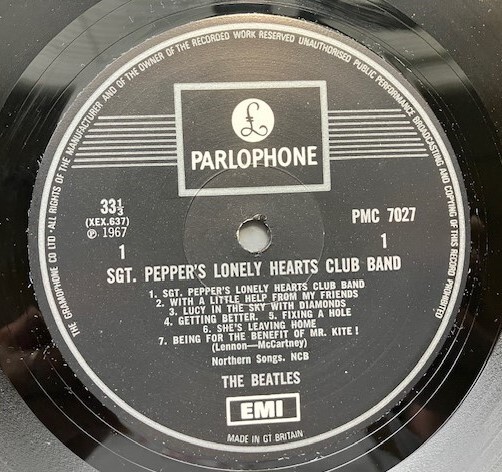 THE GRAMOPHONE CO LTD · ALL RIGHTS OF THE MANUFACTURER AND OF THE OWNER OF THE RECORDED WORK RESERVED UNAUTHORISED PUBLIC PERFORMANCE BROADCASTING AND COPYING OF THIS RECORD PROHIBITED
£
PARLOPHONE
33⅓
(XEX.637)
℗ 1967
1
PMC 7027
1
SGT. PEPPER'S LONELY HEARTS CLUB BAND
1. SGT. PEPPER'S LONELY HEARTS CLUB BAND
2. WITH A LITTLE HELP FROM MY FRIENDS
3. LUCY IN THE SKY WITH DIAMONDS
4. GETTING BETTER. 5. FIXING A HOLE
6. SHE'S LEAVING HOME
7. BEING FOR THE BENEFIT OF MR. KITE !
(Lennon—McCartney)
Northern Songs. NCB
THE BEATLES
EMI
MADE IN GT BRITAIN